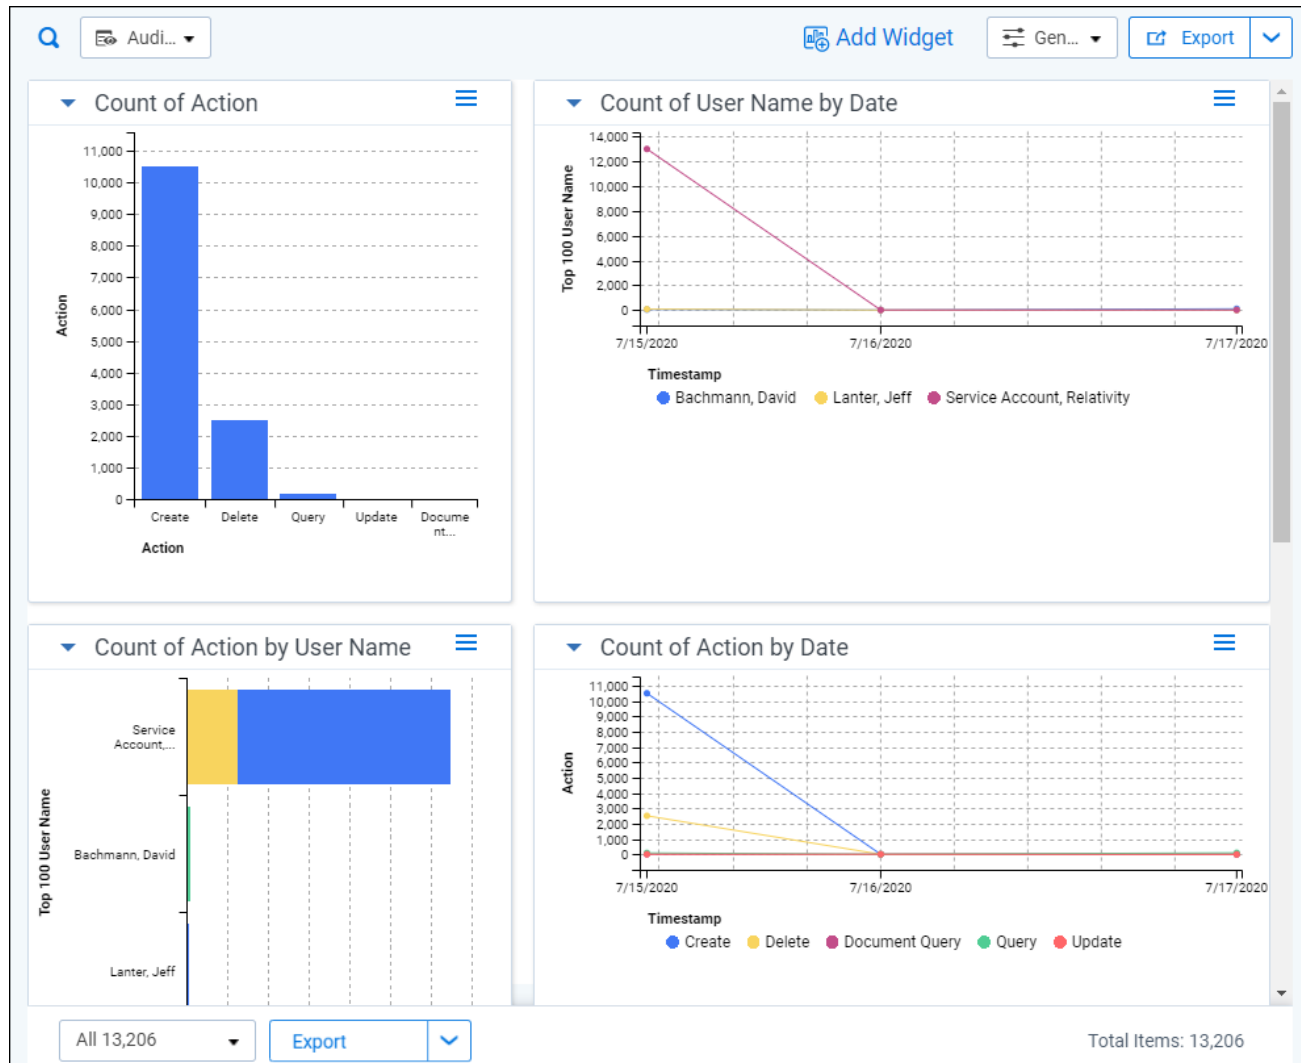 Audi...
Add Widget
Gen...
Export
Count of Action
11,000
10,000
9,000
8,000
7,000
6,000
5,000
4,000
3,000
2,000
1,000
0
Action
Create
Delete
Query
Update
Docume
nt...
Action
Count of User Name by Date
14,000
12,000
10,000
8,000
6,000
4,000
2,000
0
Top 100 User Name
7/15/2020
7/16/2020
7/17/2020
Timestamp
Bachmann, David
Lanter, Jeff
Service Account, Relativity
Count of Action by User Name
Top 100 User Name
Service
Account,...
Bachmann, David
Lanter, Jeff
Count of Action by Date
11,000
10,000
9,000
8,000
7,000
6,000
5,000
4,000
3,000
2,000
1,000
0
Action
7/15/2020
7/16/2020
7/17/2020
Timestamp
Create
Delete
Document Query
Query
Update
All 13,206
Export
Total Items: 13,206